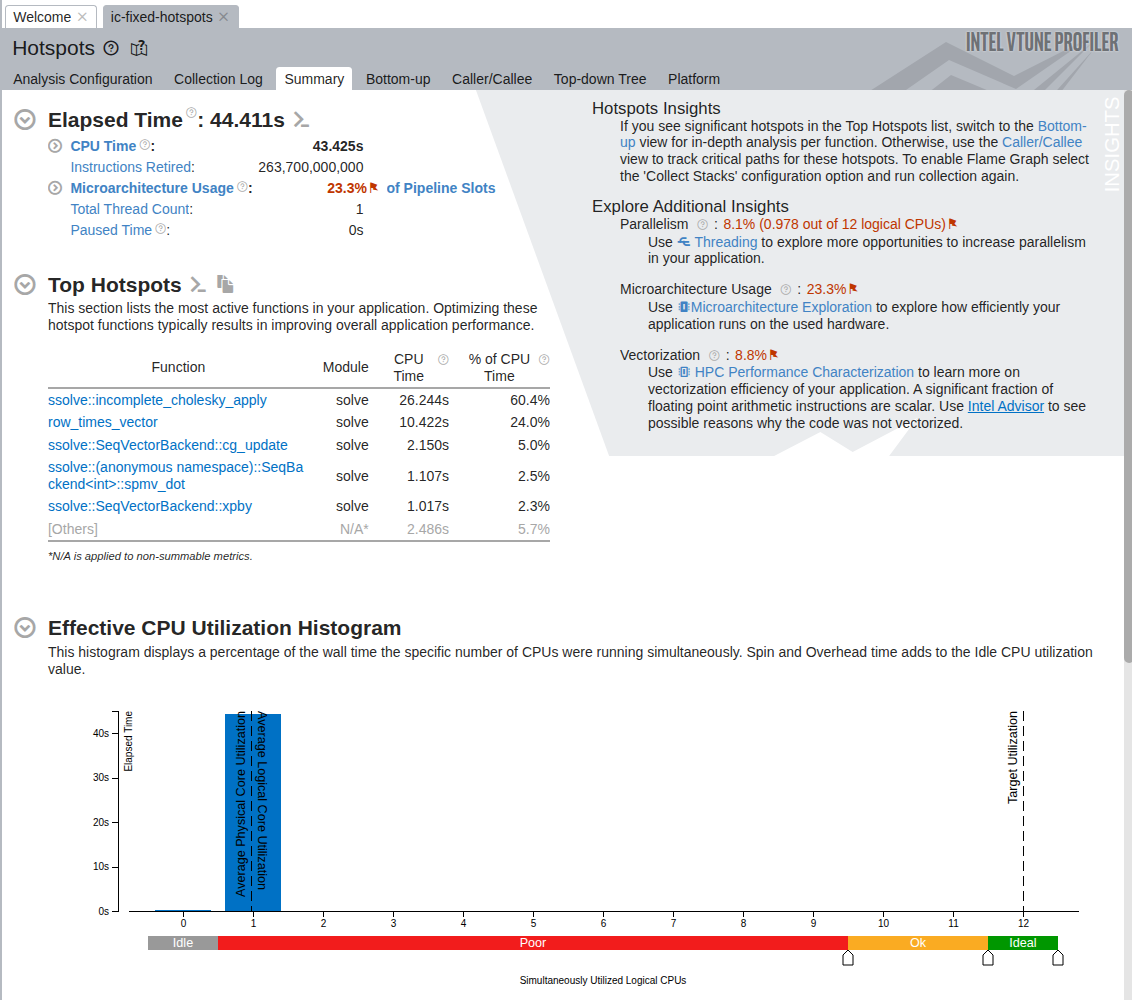 Welcome
ic-fixed-hotspots
Hotspots
INTEL VTUNE PROFILER
Analysis Configuration Collection Log Summary Bottom-up Caller/Callee Top-down Tree Platform
Elapsed Time : 44.411s
CPU Time : 43.425s
Instructions Retired: 263,700,000,000
Microarchitecture Usage : 23.3% of Pipeline Slots
Total Thread Count: 1
Paused Time : 0s
Top Hotspots
This section lists the most active functions in your application. Optimizing these
hotspot functions typically results in improving overall application performance.
Function Module CPU Time % of CPU Time
ssolve::incomplete_cholesky_apply solve 26.244s 60.4%
row_times_vector solve 10.422s 24.0%
ssolve::SeqVectorBackend::cg_update solve 2.150s 5.0%
ssolve::(anonymous namespace)::SeqBa
ckend<int>::spmv_dot solve 1.107s 2.5%
ssolve::SeqVectorBackend::xpby solve 1.017s 2.3%
[Others] N/A* 2.486s 5.7%
*N/A is applied to non-summable metrics.
INSIGHTS
Hotspots Insights
If you see significant hotspots in the Top Hotspots list, switch to the Bottom-
up view for in-depth analysis per function. Otherwise, use the Caller/Callee
view to track critical paths for these hotspots. To enable Flame Graph select
the 'Collect Stacks' configuration option and run collection again.
Explore Additional Insights
Parallelism : 8.1% (0.978 out of 12 logical CPUs)
Use Threading to explore more opportunities to increase parallelism
in your application.
Microarchitecture Usage : 23.3%
Use Microarchitecture Exploration to explore how efficiently your
application runs on the used hardware.
Vectorization : 8.8%
Use HPC Performance Characterization to learn more on
vectorization efficiency of your application. A significant fraction of
floating point arithmetic instructions are scalar. Use Intel Advisor to see
possible reasons why the code was not vectorized.
Effective CPU Utilization Histogram
This histogram displays a percentage of the wall time the specific number of CPUs were running simultaneously. Spin and Overhead time adds to the Idle CPU utilization
value.
Elapsed Time
40s
30s
20s
10s
0s
Average Physical Core Utilization
Average Logical Core Utilization
Target Utilization
0 1 2 3 4 5 6 7 8 9 10 11 12
Idle Poor Ok Ideal
Simultaneously Utilized Logical CPUs